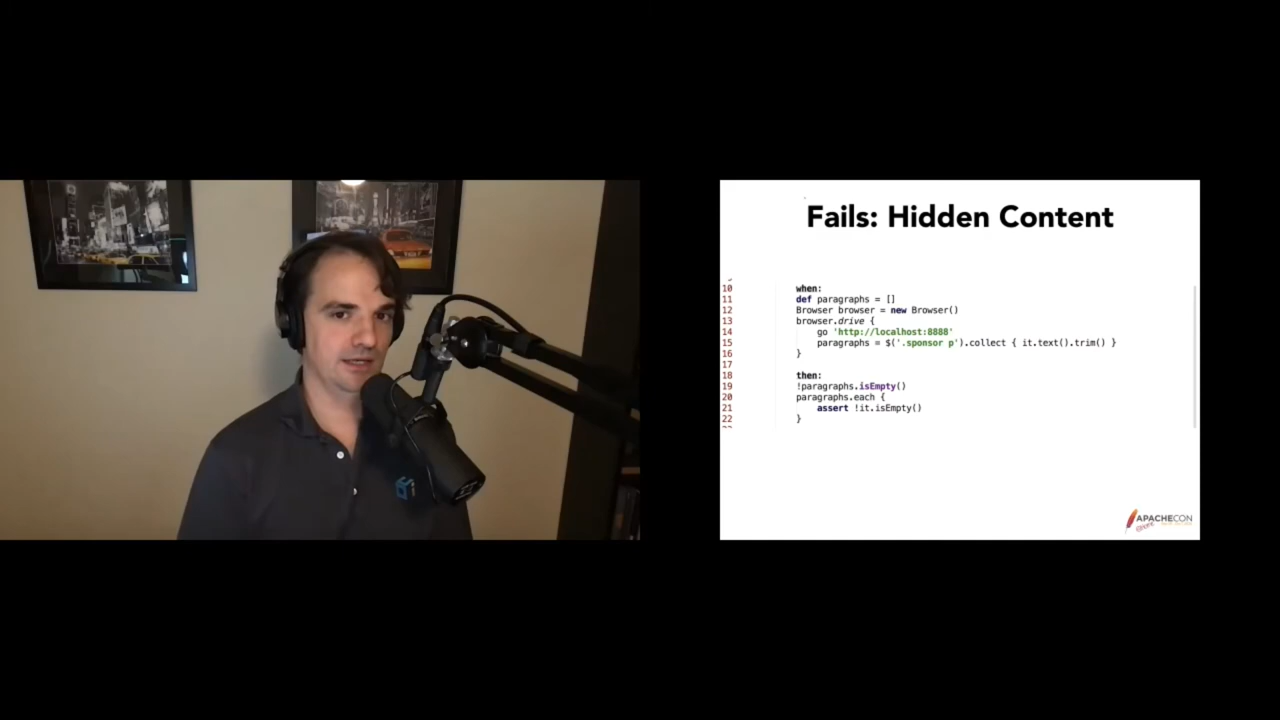 Fails: Hidden Content
10 when:
11 def paragraphs = []
12 Browser browser = new Browser()
13 browser.drive {
14 go 'http://localhost:8888'
15 paragraphs = $('.sponsor p').collect { it.text().trim() }
16 }
17
18 then:
19 !paragraphs.isEmpty()
20 paragraphs.each {
21 assert !it.isEmpty()
22 }
APACHECON
@Home